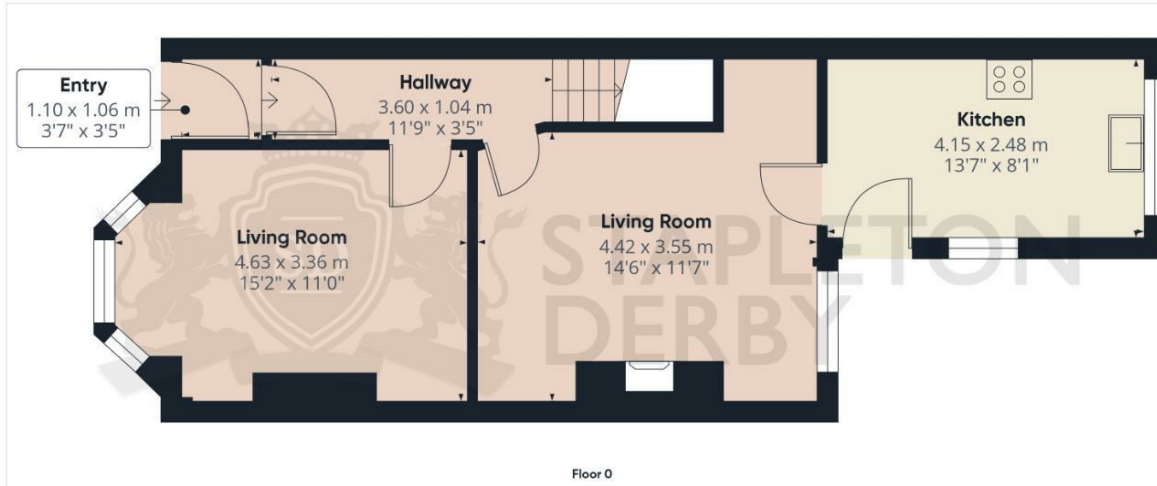 Entry
1.10 x 1.06 m
3'7" x 3'5"
Hallway
3.60 x 1.04 m
11'9" x 3'5"
Kitchen
4.15 x 2.48 m
13'7" x 8'1"
Living Room
4.63 x 3.36 m
15'2" x 11'0"
Living Room
4.42 x 3.55 m
14'6" x 11'7"
STAPLETON
DERBY
Floor 0